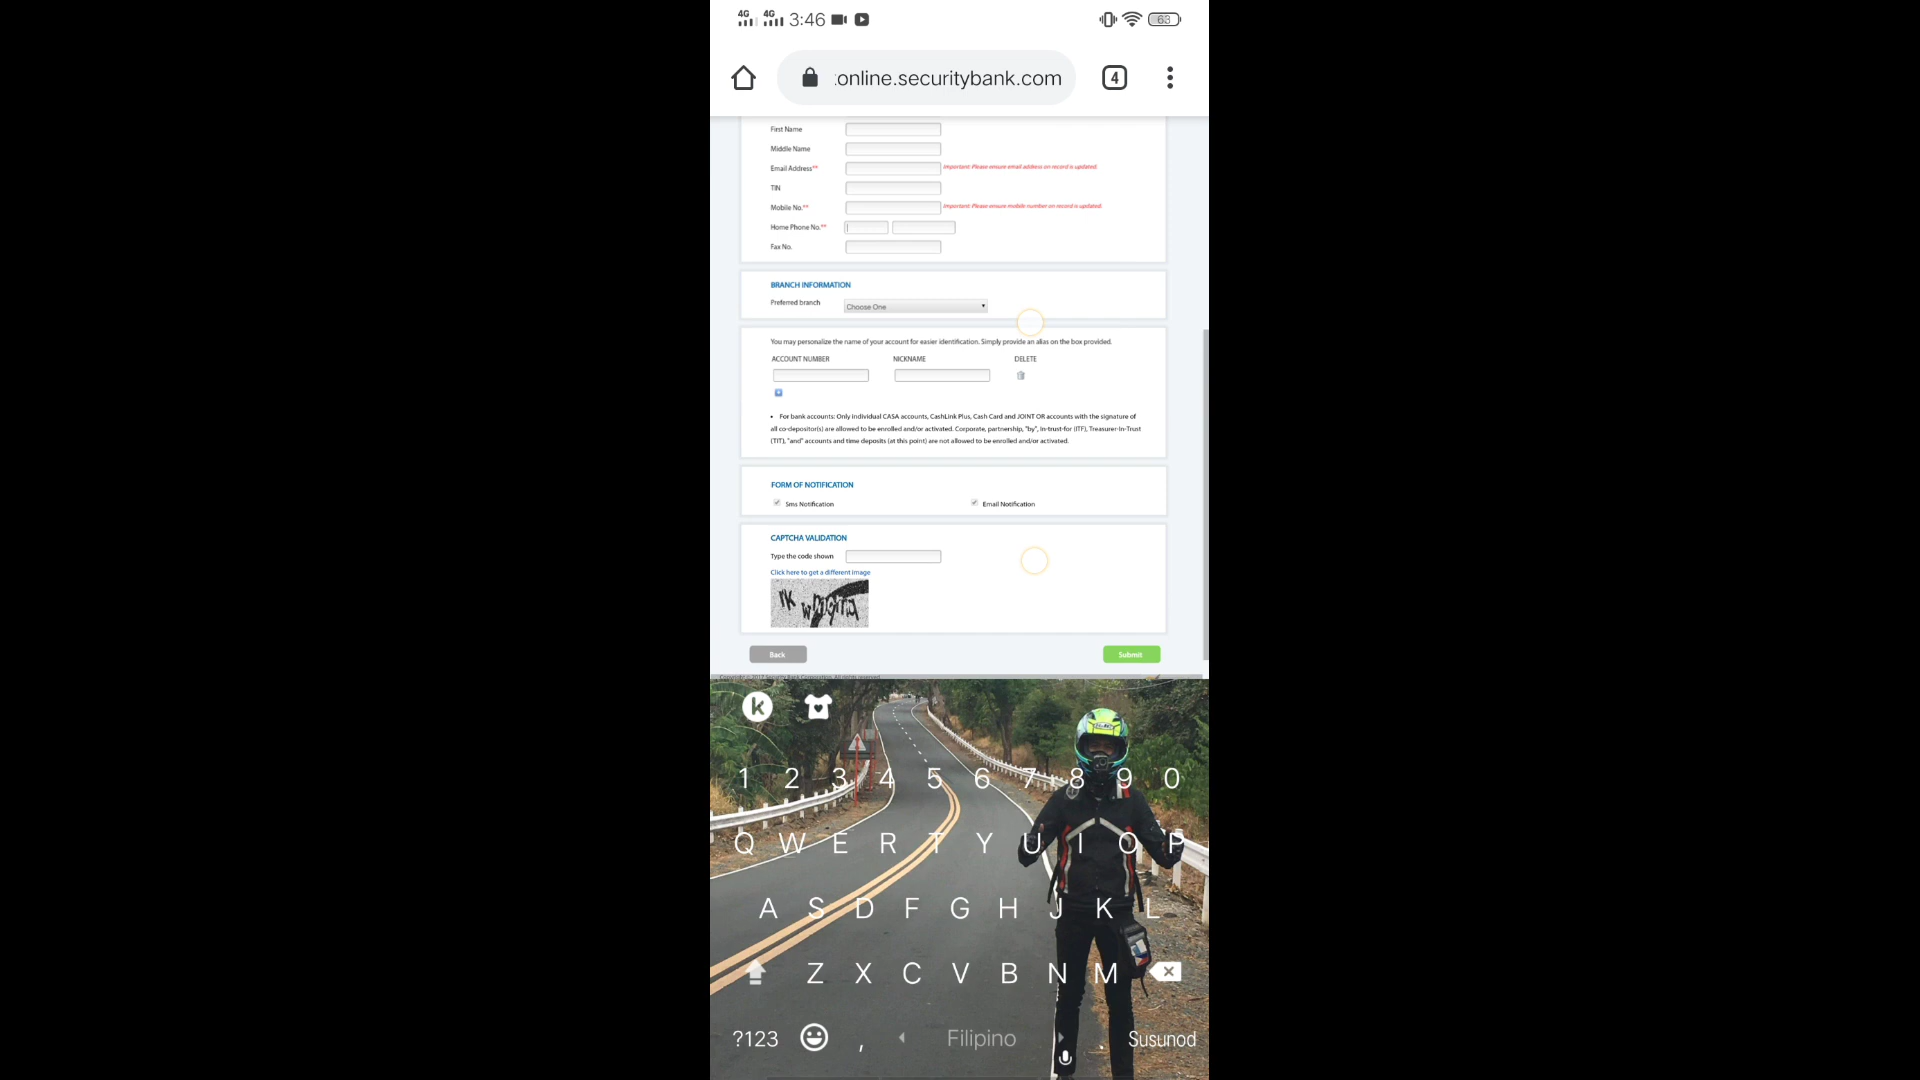 4G 4G 3:46 63
:online.securitybank.com 4
First Name
Middle Name
Email Address** Important: Please ensure email address on record is updated.
TIN
Mobile No.** Important: Please ensure mobile number on record is updated.
Home Phone No.**
Fax No.
BRANCH INFORMATION
Preferred branch Choose One
You may personalize the name of your account for easier identification. Simply provide an alias on the box provided.
ACCOUNT NUMBER NICKNAME DELETE
• For bank accounts: Only individual CASA accounts, CashLink Plus, Cash Card and JOINT OR accounts with the signature of
all co-depositor(s) are allowed to be enrolled and/or activated. Corporate, partnership, "by", In-trust-for (ITF), Treasurer-In-Trust
(TIT), "and" accounts and time deposits (at this point) are not allowed to be enrolled and/or activated.
FORM OF NOTIFICATION
Sms Notification Email Notification
CAPTCHA VALIDATION
Type the code shown
Click here to get a different image
Back Submit
k
1 2 3 4 5 6 7 8 9 0
Q W E R T Y U I O P
A S D F G H J K L
Z X C V B N M
?123 , Filipino . Susunod